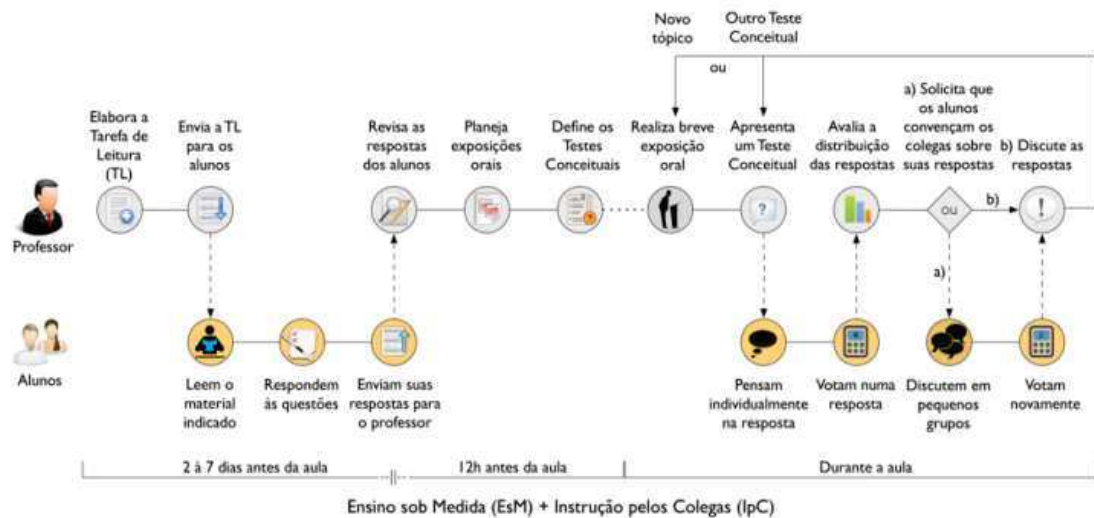 Novo
tópico
Outro Teste
Conceitual
ou
Elabora a
Tarefa de
Leitura
(TL)
Envia a TL
para os
alunos
Revisa as
respostas
dos alunos
Planeja
exposições
orais
Define os
Testes
Conceituais
Realiza breve
exposição
oral
Apresenta
um Teste
Conceitual
Avalia a
distribuição
das respostas
a) Solicita que
os alunos
convençam os
colegas sobre
suas respostas
b) Discute as
respostas
Professor
ou
b)
a)
Alunos
Leem o
material
indicado
Respondem
às questões
Enviam suas
respostas para
o professor
Pensam
individualmente
na resposta
Votam numa
resposta
Discutem em
pequenos
grupos
Votam
novamente
2 à 7 dias antes da aula
12h antes da aula
Durante a aula
Ensino sob Medida (EsM) + Instrução pelos Colegas (IpC)